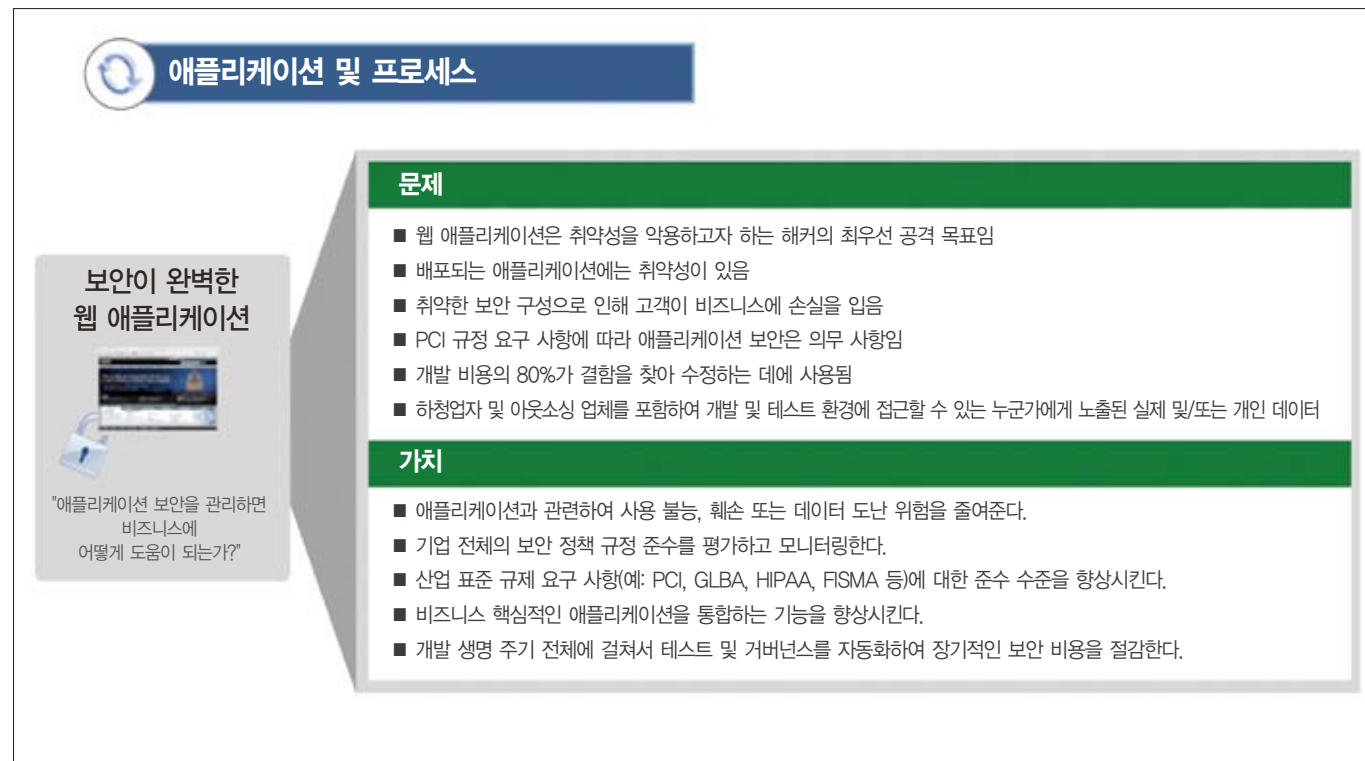 애플리케이션 및 프로세스
보안이 완벽한
웹 애플리케이션
"애플리케이션 보안을 관리하면
비즈니스에
어떻게 도움이 되는가?"
문제
■ 웹 애플리케이션은 취약성을 악용하고자 하는 해커의 최우선 공격 목표임
■ 배포되는 애플리케이션에는 취약성이 있음
■ 취약한 보안 구성으로 인해 고객이 비즈니스에 손실을 입음
■ PCI 규정 요구 사항에 따라 애플리케이션 보안은 의무 사항임
■ 개발 비용의 80%가 결함을 찾아 수정하는 데에 사용됨
■ 하청업자 및 아웃소싱 업체를 포함하여 개발 및 테스트 환경에 접근할 수 있는 누군가에게 노출된 실제 및/또는 개인 데이터
가치
■ 애플리케이션과 관련하여 사용 불능, 훼손 또는 데이터 도난 위험을 줄여준다.
■ 기업 전체의 보안 정책 규정 준수를 평가하고 모니터링한다.
■ 산업 표준 규제 요구 사항(예: PCI, GLBA, HIPAA, FISMA 등)에 대한 준수 수준을 향상시킨다.
■ 비즈니스 핵심적인 애플리케이션을 통합하는 기능을 향상시킨다.
■ 개발 생명 주기 전체에 걸쳐서 테스트 및 거버넌스를 자동화하여 장기적인 보안 비용을 절감한다.